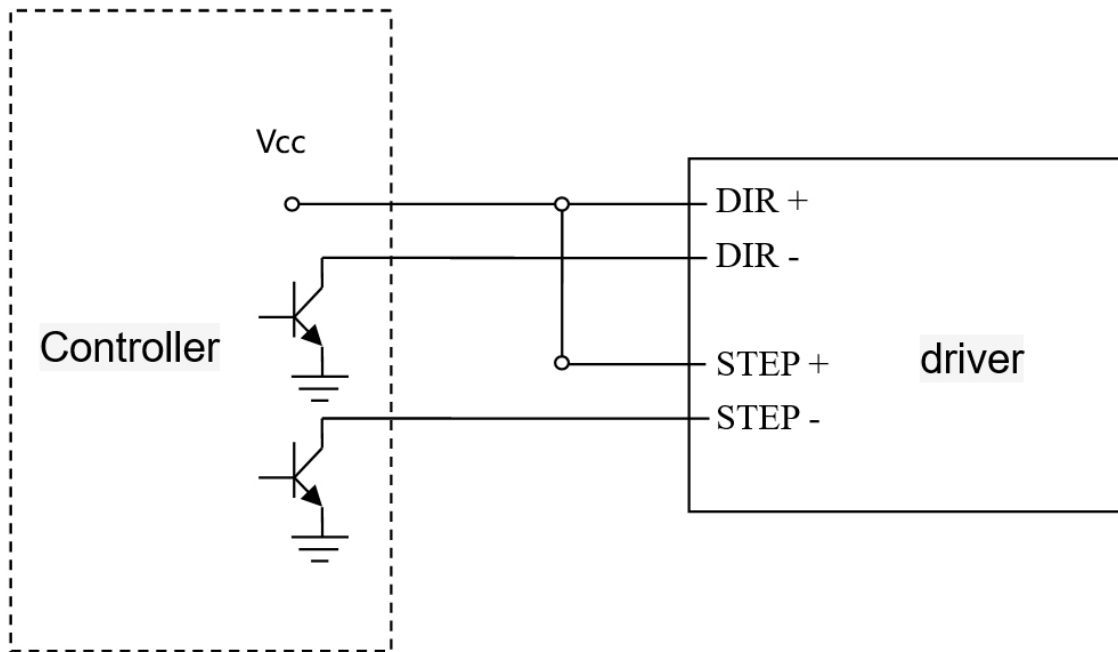 Vcc
DIR +
DIR -
Controller
STEP +
driver
STEP -